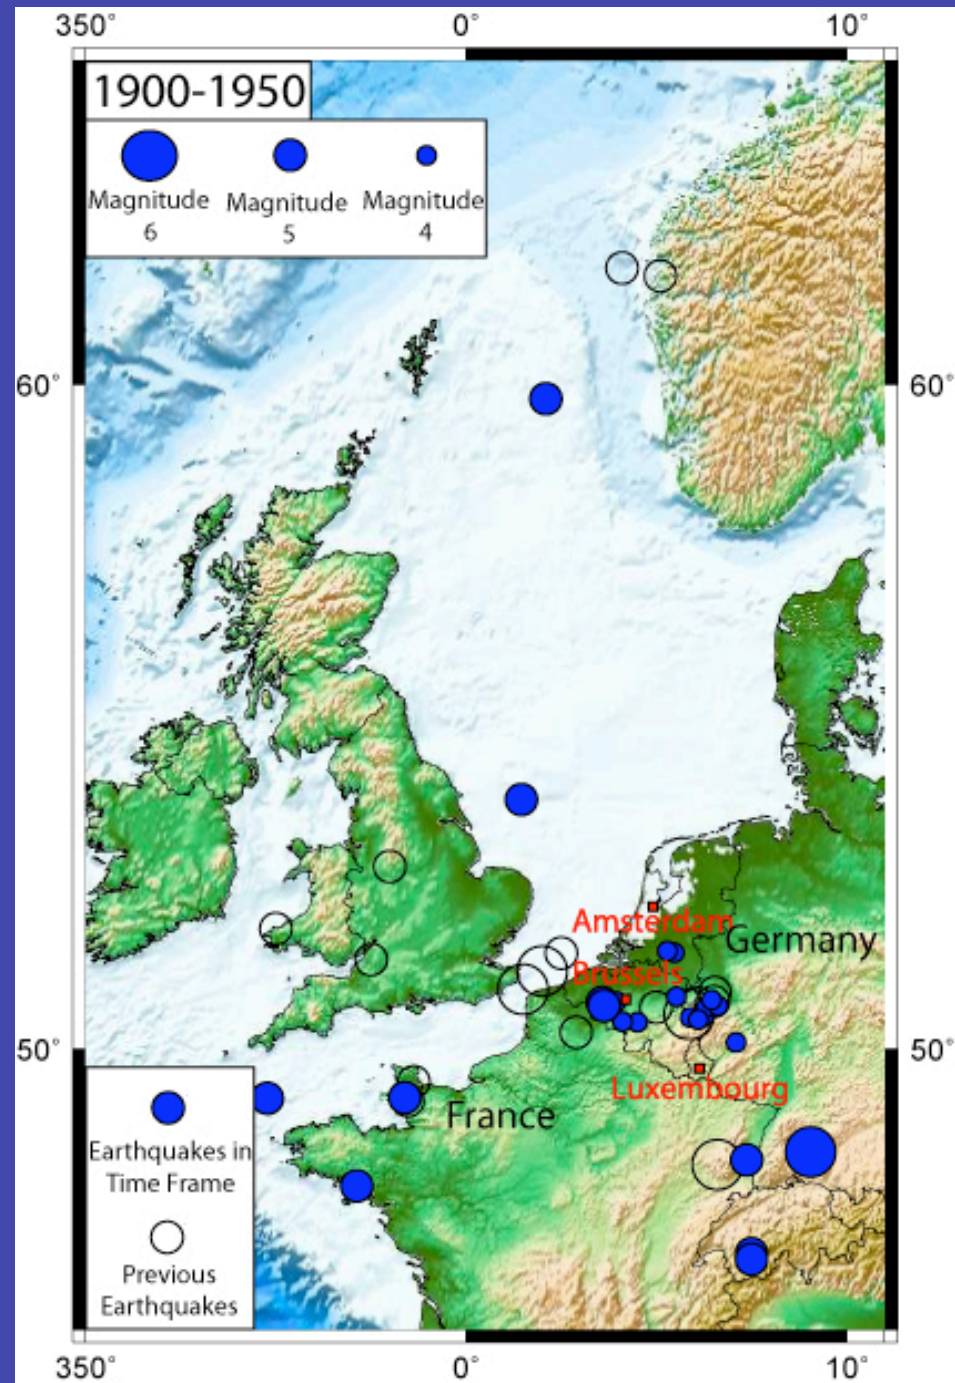 350° 0° 10°
1900-1950
Magnitude Magnitude Magnitude
6 5 4
60° 60°
Amsterdam
Germany
Brussels
50° 50°
Luxembourg
France
Earthquakes in
Time Frame
Previous
Earthquakes
350° 0° 10°